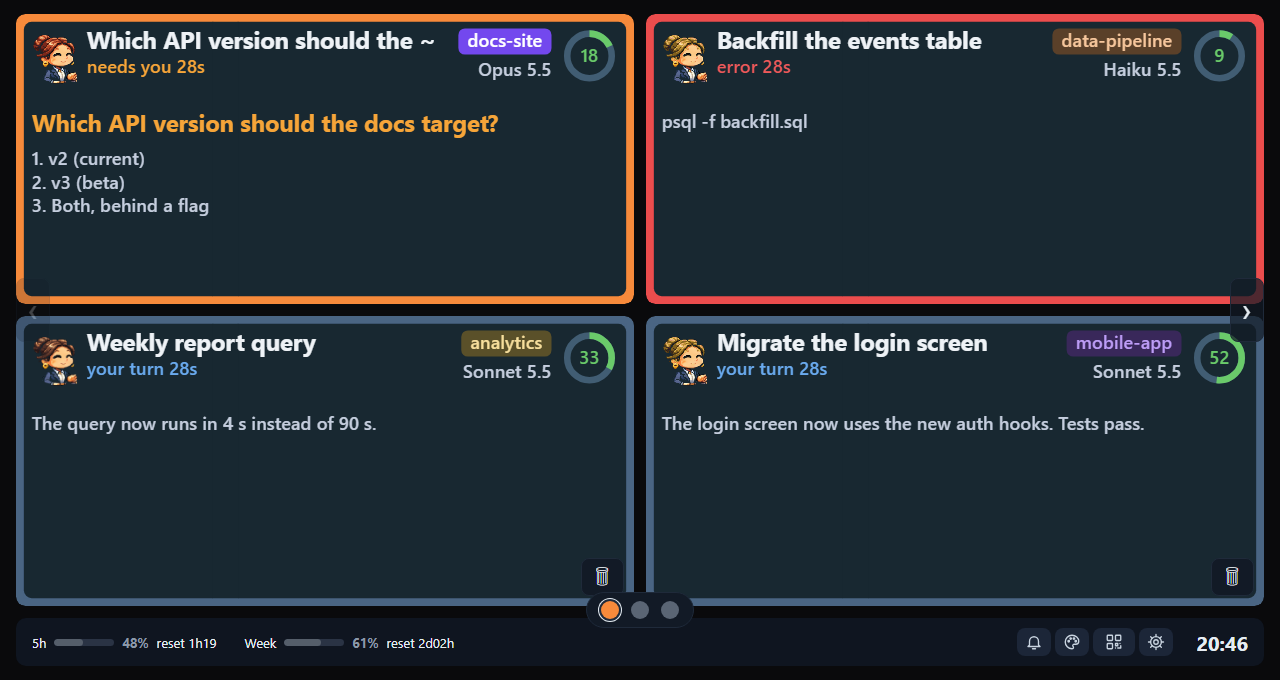 Which API version should the ~
docs-site
needs you 28s
Opus 5.5
18
Which API version should the docs target?
1. v2 (current)
2. v3 (beta)
3. Both, behind a flag
Backfill the events table
data-pipeline
error 28s
Haiku 5.5
9
psql -f backfill.sql
Weekly report query
analytics
your turn 28s
Sonnet 5.5
33
The query now runs in 4 s instead of 90 s.
Migrate the login screen
mobile-app
your turn 28s
Sonnet 5.5
52
The login screen now uses the new auth hooks. Tests pass.
5h 48% reset 1h19 Week 61% reset 2d02h
20:46